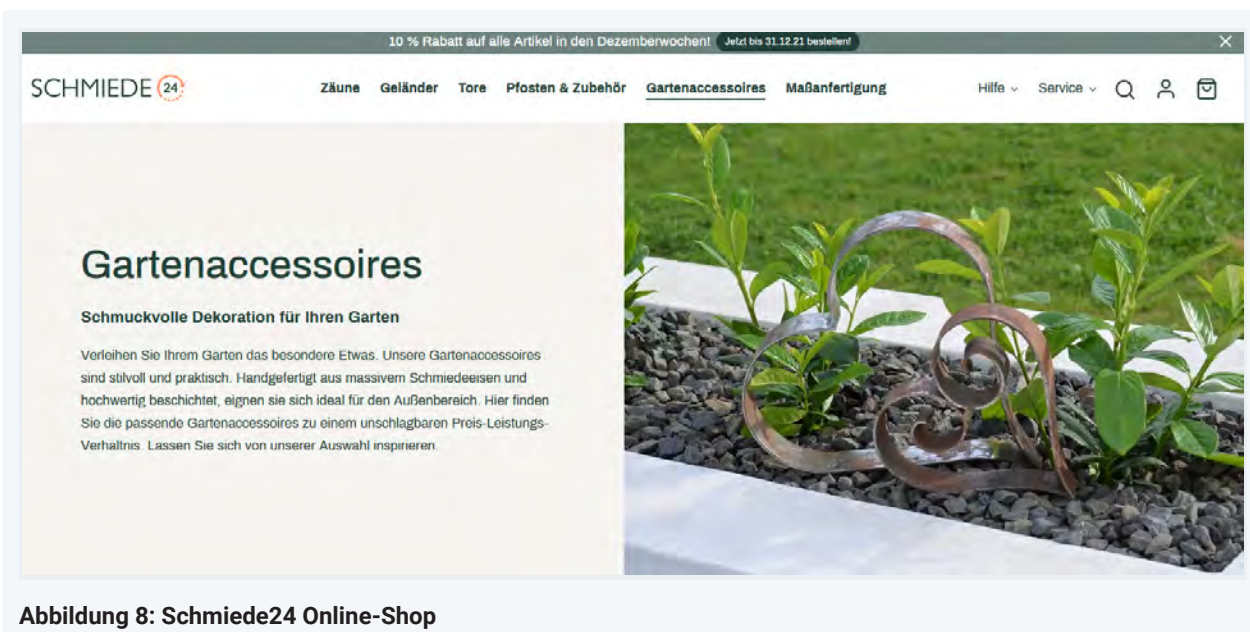 10 % Rabatt auf alle Artikel in den Dezemberwochen! Jetzt bis 31.12.21 bestellen!
SCHMIEDE 24 Zäune Geländer Tore Pfosten & Zubehör Gartenaccessoires Maßanfertigung Hilfe Service
Gartenaccessoires
Schmuckvolle Dekoration für Ihren Garten
Verleihen Sie Ihrem Garten das besondere Etwas. Unsere Gartenaccessoires
sind stilvoll und praktisch. Handgefertigt aus massivem Schmiedeeisen und
hochwertig beschichtet, eignen sie sich ideal für den Außenbereich. Hier finden
Sie die passende Gartenaccessoires zu einem unschlagbaren Preis-Leistungs-
Verhältnis. Lassen Sie sich von unserer Auswahl inspirieren.
Abbildung 8: Schmiede24 Online-Shop